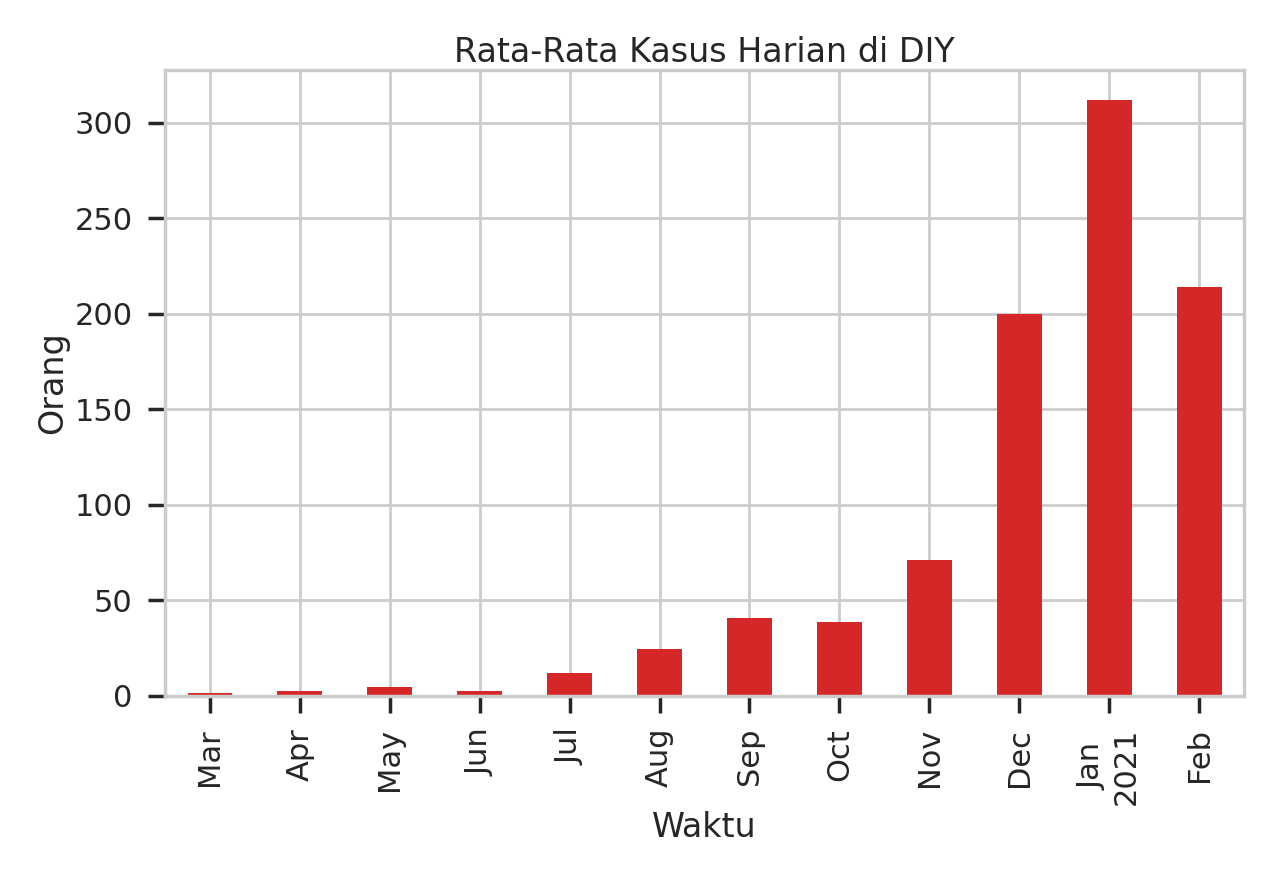 Rata-Rata Kasus Harian di DIY
300
250
200
150
100
50
0
Orang
Mar
Apr
May
Jun
Jul
Aug
Sep
Oct
Nov
Dec
Jan
2021
Feb
Waktu